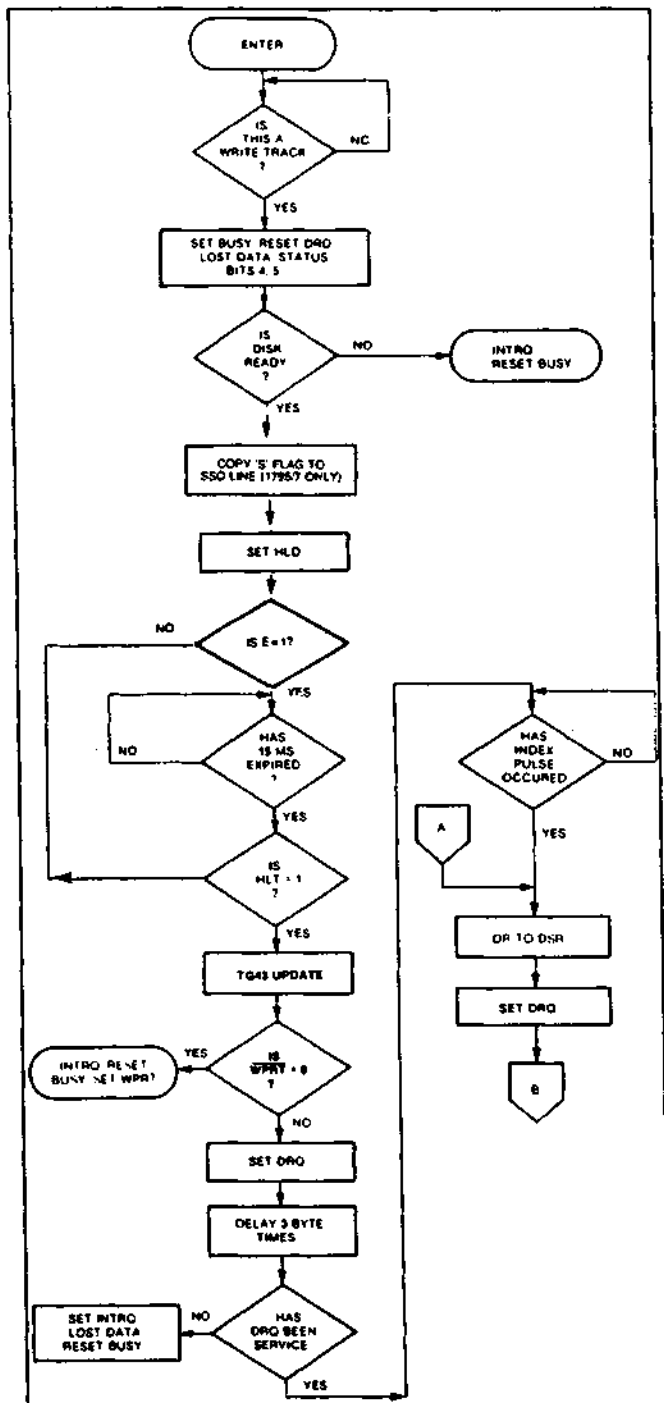 ENTER
IS
THIS A
WRITE TRACK
?
NO
YES
SET BUSY RESET DRQ
LOST DATA STATUS
BITS 4, 5
IS
DISK
READY
?
NO
INTRQ
RESET BUSY
YES
COPY 'S' FLAG TO
SSO LINE (1795/7 ONLY)
SET HLD
NO
IS E=1?
YES
HAS
15 MS
EXPIRED
?
NO
YES
IS
HLT = 1
?
YES
TG43 UPDATE
IS
WPRT = 0
?
YES
INTRQ RESET
BUSY SET WPRT
NO
SET DRQ
DELAY 3 BYTE
TIMES
HAS
DRQ BEEN
SERVICE
NO
SET INTRQ
LOST DATA
RESET BUSY
YES
HAS
INDEX
PULSE
OCCURED
NO
YES
A
DR TO DSR
SET DRQ
B